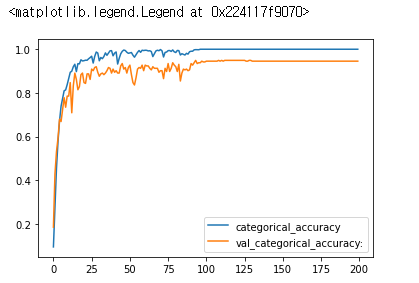 <matplotlib.legend.Legend at 0x224117f9070>
1.0
0.8
0.6
0.4
0.2
categorical_accuracy
val_categorical_accuracy:
0 25 50 75 100 125 150 175 200